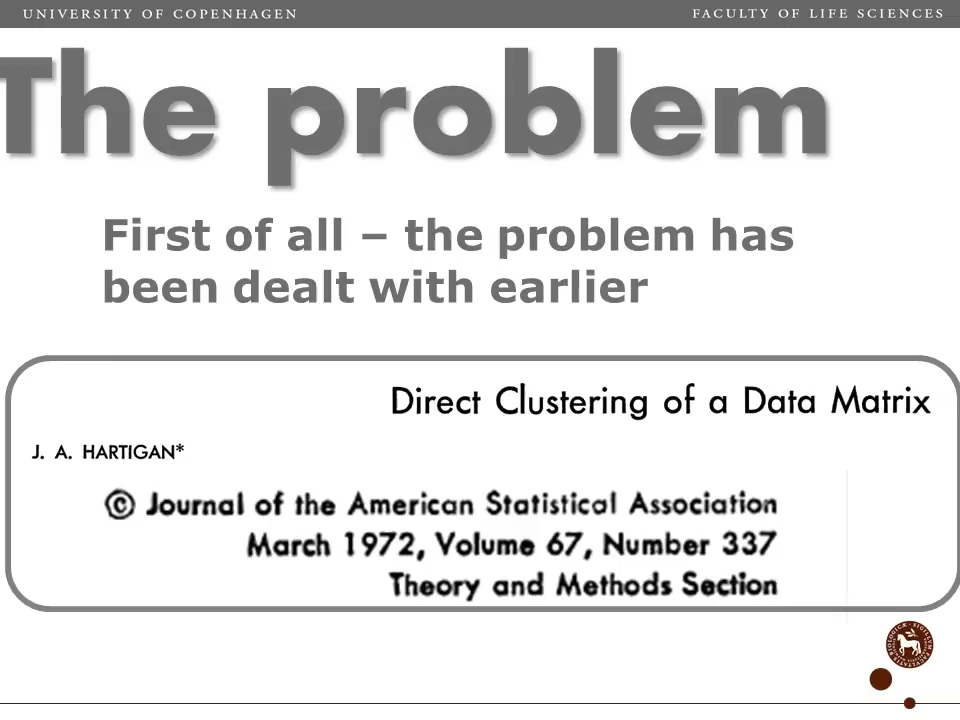 UNIVERSITY OF COPENHAGEN
FACULTY OF LIFE SCIENCES
The problem
First of all – the problem has
been dealt with earlier
Direct Clustering of a Data Matrix
J. A. HARTIGAN*
© Journal of the American Statistical Association
March 1972, Volume 67, Number 337
Theory and Methods Section